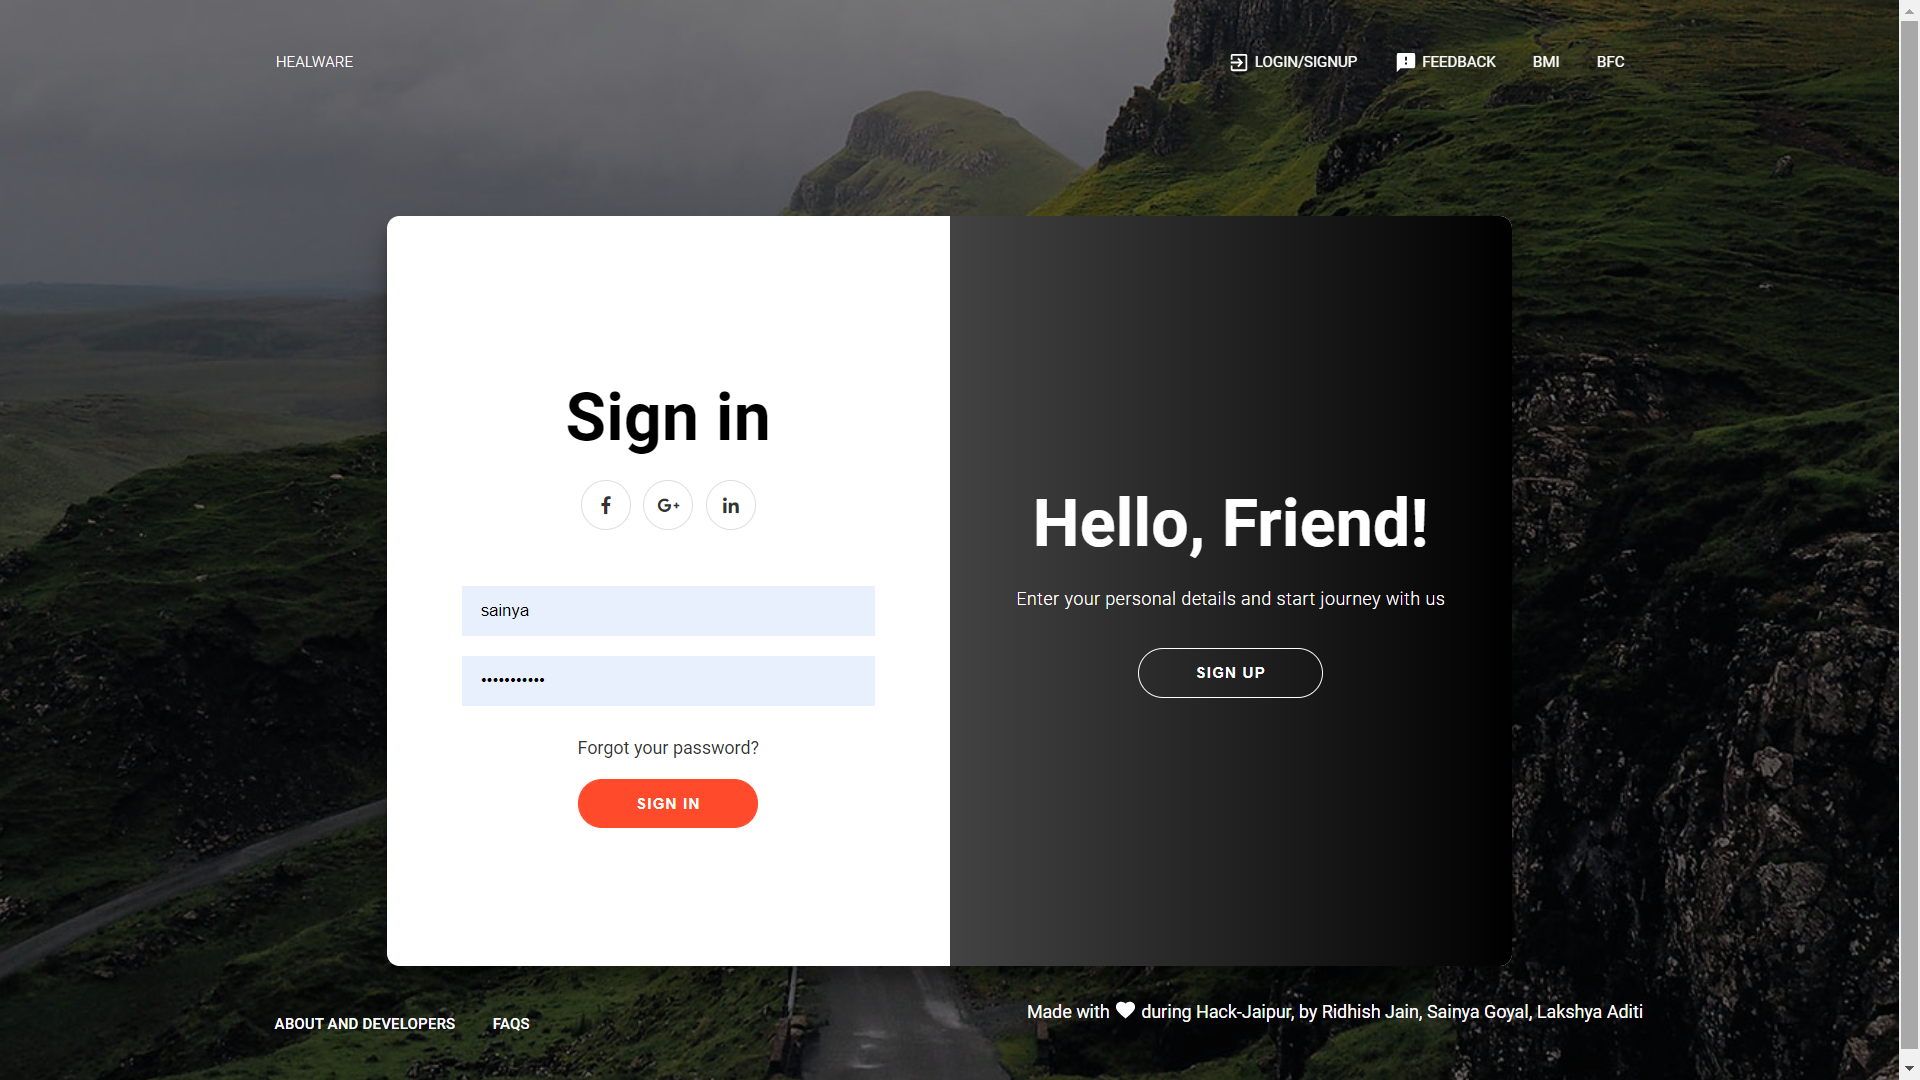 HEALWARE
LOGIN/SIGNUP
FEEDBACK
BMI
BFC
Sign in
f
G+
in
sainya
•••••••••••
Forgot your password?
SIGN IN
Hello, Friend!
Enter your personal details and start journey with us
SIGN UP
Made with ♥ during Hack-Jaipur, by Ridhish Jain, Sainya Goyal, Lakshya Aditi
ABOUT AND DEVELOPERS
FAQS